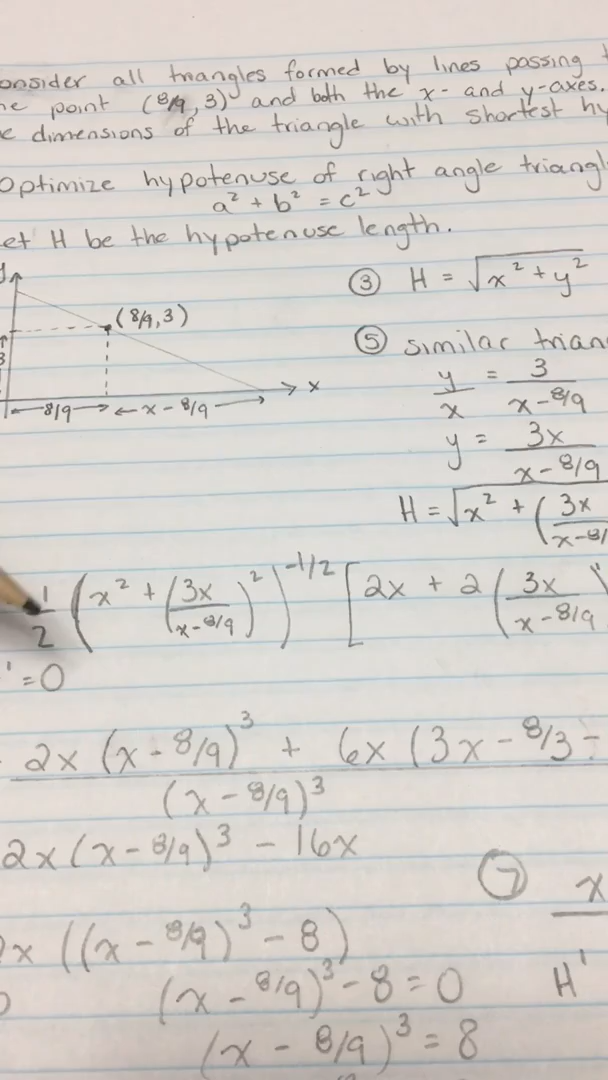 onsider all triangles formed by lines passing t
he point (8/9, 3) and both the x- and y-axes.
e dimensions of the triangle with shortest hy
Optimize hypotenuse of right angle triangl
a² + b² = c²
et H be the hypotenuse length.
y
③ H = √(x² + y²)
(8/9, 3)
3
x
8/9 x - 8/9
⑤ similar trian
y/x = 3/(x-8/9)
y = 3x/(x-8/9)
H = √(x² + (3x/(x-8/
1/2 (x² + (3x/(x-8/9))²)^(-1/2) [2x + 2 (3x/(x-8/9)
' = 0
2x (x - 8/9)³ + 6x (3x - 8/3 -
(x - 8/9)³
2x (x - 8/9)³ - 16x
⑦ x
x ((x - 8/9)³ - 8)
H'
(x - 8/9)³ - 8 = 0
(x - 8/9)³ = 8